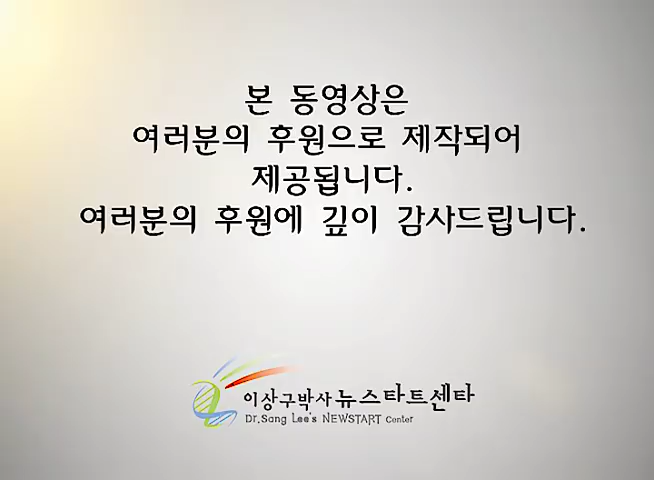 본 동영상은
여러분의 후원으로 제작되어
제공됩니다.
여러분의 후원에 깊이 감사드립니다.
이상구박사 뉴스타트센타
Dr.Sang Lee's NEWSTART Center